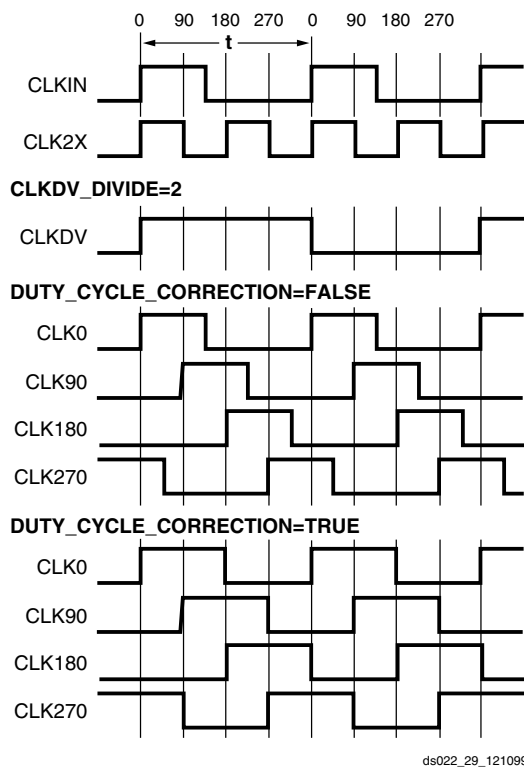 0 90 180 270 0 90 180 270
t
CLKIN
CLK2X
CLKDV_DIVIDE=2
CLKDV
DUTY_CYCLE_CORRECTION=FALSE
CLK0
CLK90
CLK180
CLK270
DUTY_CYCLE_CORRECTION=TRUE
CLK0
CLK90
CLK180
CLK270
ds022_29_121099